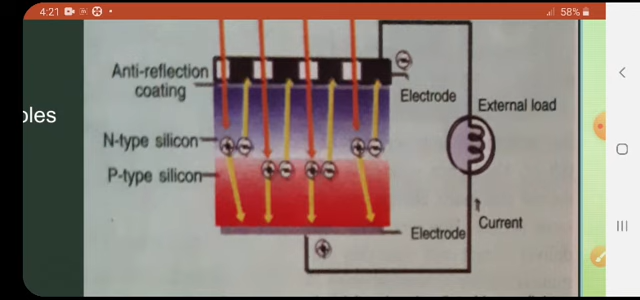 4:21
58%
ples
Anti-reflection
coating
Electrode
External load
N-type silicon
P-type silicon
Current
Electrode